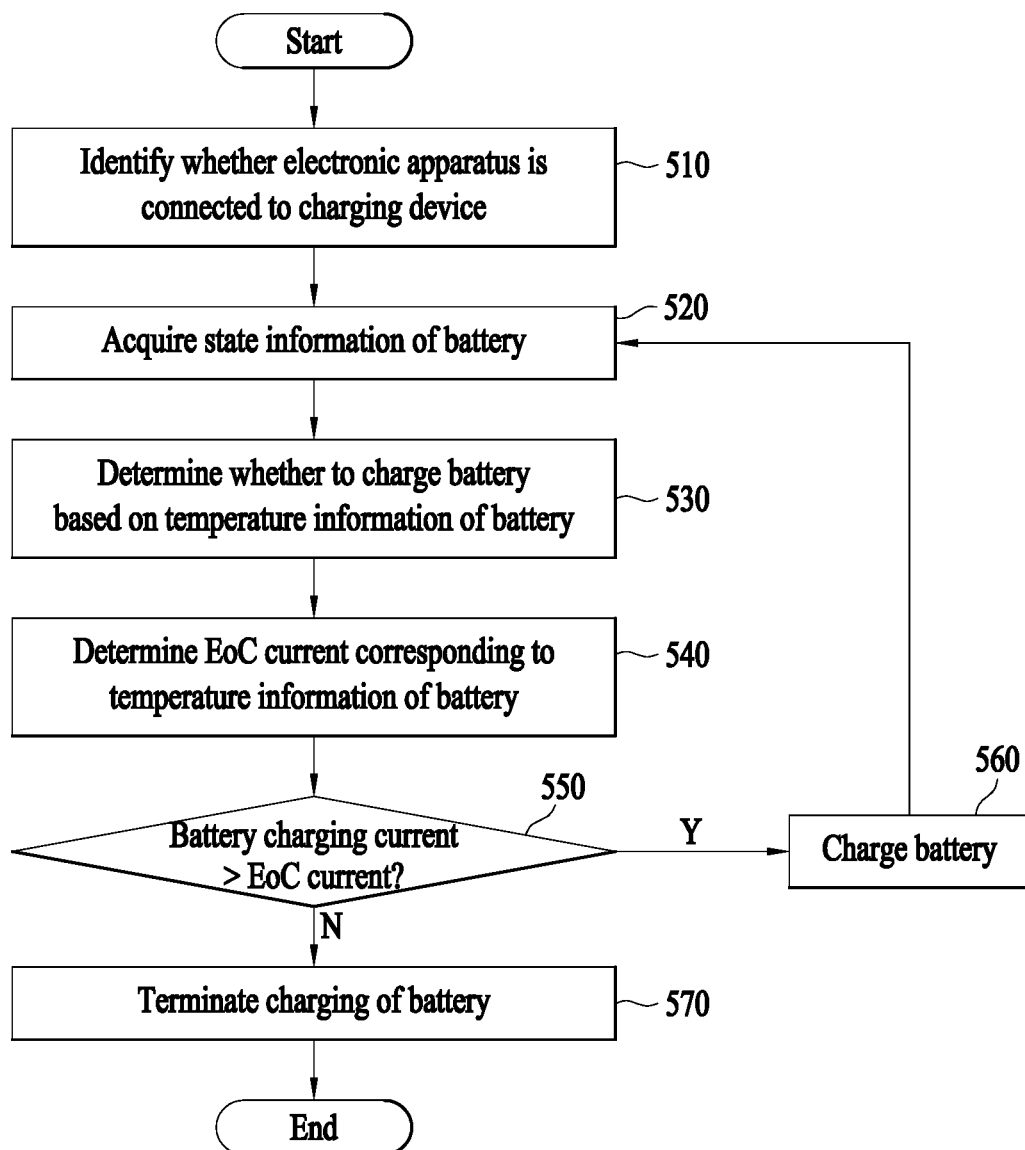 Start
Identify whether electronic apparatus is
connected to charging device
510
Acquire state information of battery
520
Determine whether to charge battery
based on temperature information of battery
530
Determine EoC current corresponding to
temperature information of battery
540
Battery charging current
> EoC current?
550
Y
Charge battery
560
N
Terminate charging of battery
570
End